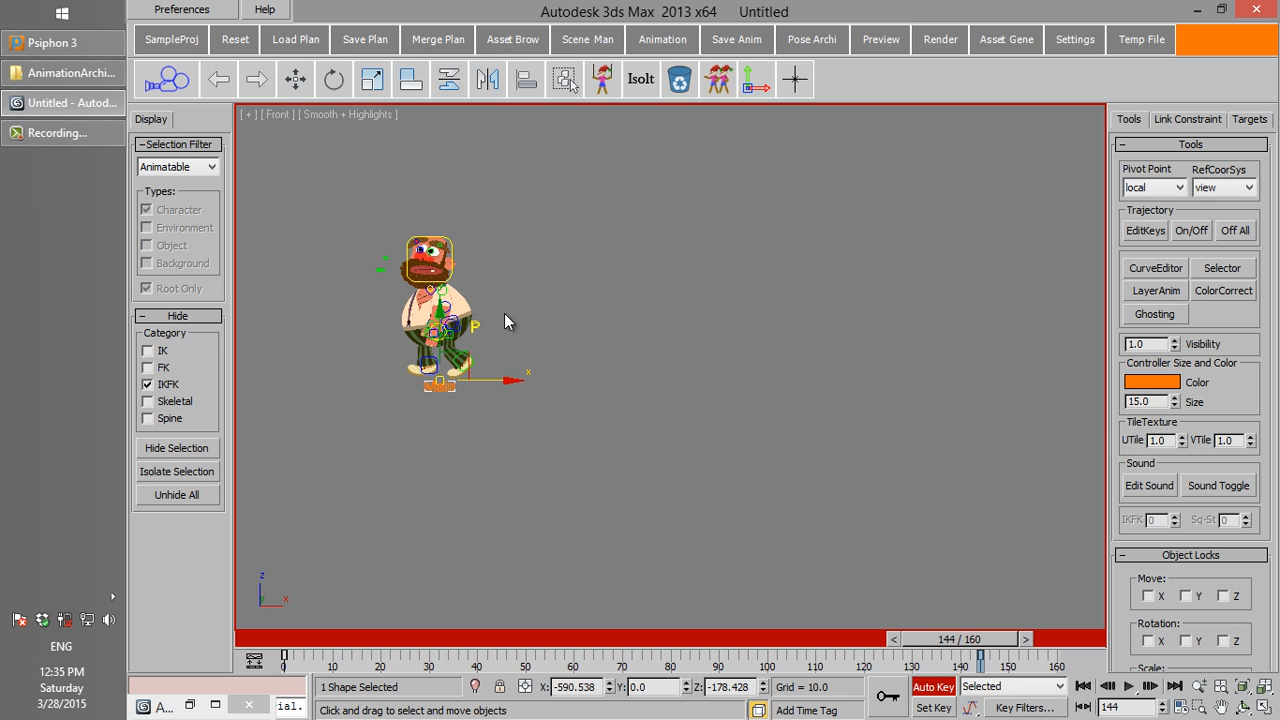 Preferences Help Autodesk 3ds Max 2013 x64 Untitled
Psiphon 3
SampleProj Reset Load Plan Save Plan Merge Plan Asset Brow Scene Man Animation Save Anim Pose Archi Preview Render Asset Gene Settings Temp File
AnimationArchi...
Isolt
Untitled - Autod...
Recording...
Display
[ + ] [ Front ] [ Smooth + Highlights ]
Tools Link Constraint Targets
Selection Filter
Tools
Animatable
Pivot Point RefCoorSys
local view
Types:
Character
Environment
Object
Background
Root Only
Trajectory
EditKeys On/Off Off All
CurveEditor Selector
LayerAnim ColorCorrect
Ghosting
Hide
Category
IK
FK
IKFK
Skeletal
Spine
Hide Selection
Isolate Selection
Unhide All
1.0 Visibility
Controller Size and Color
Color
15.0 Size
TileTexture
UTile 1.0 VTile 1.0
Sound
Edit Sound Sound Toggle
IKFK 0 Sq-St 0
Object Locks
Move:
X Y Z
Rotation:
X Y Z
Scale:
P
x
z
x
< 144 / 160 >
0 10 20 30 40 50 60 70 80 90 100 110 120 130 140 150 160
ENG
12:35 PM
Saturday
3/28/2015
A... ial.
1 Shape Selected X: -590.538 Y: 0.0 Z: -178.428 Grid = 10.0 Auto Key Selected
Click and drag to select and move objects Add Time Tag Set Key Key Filters... 144